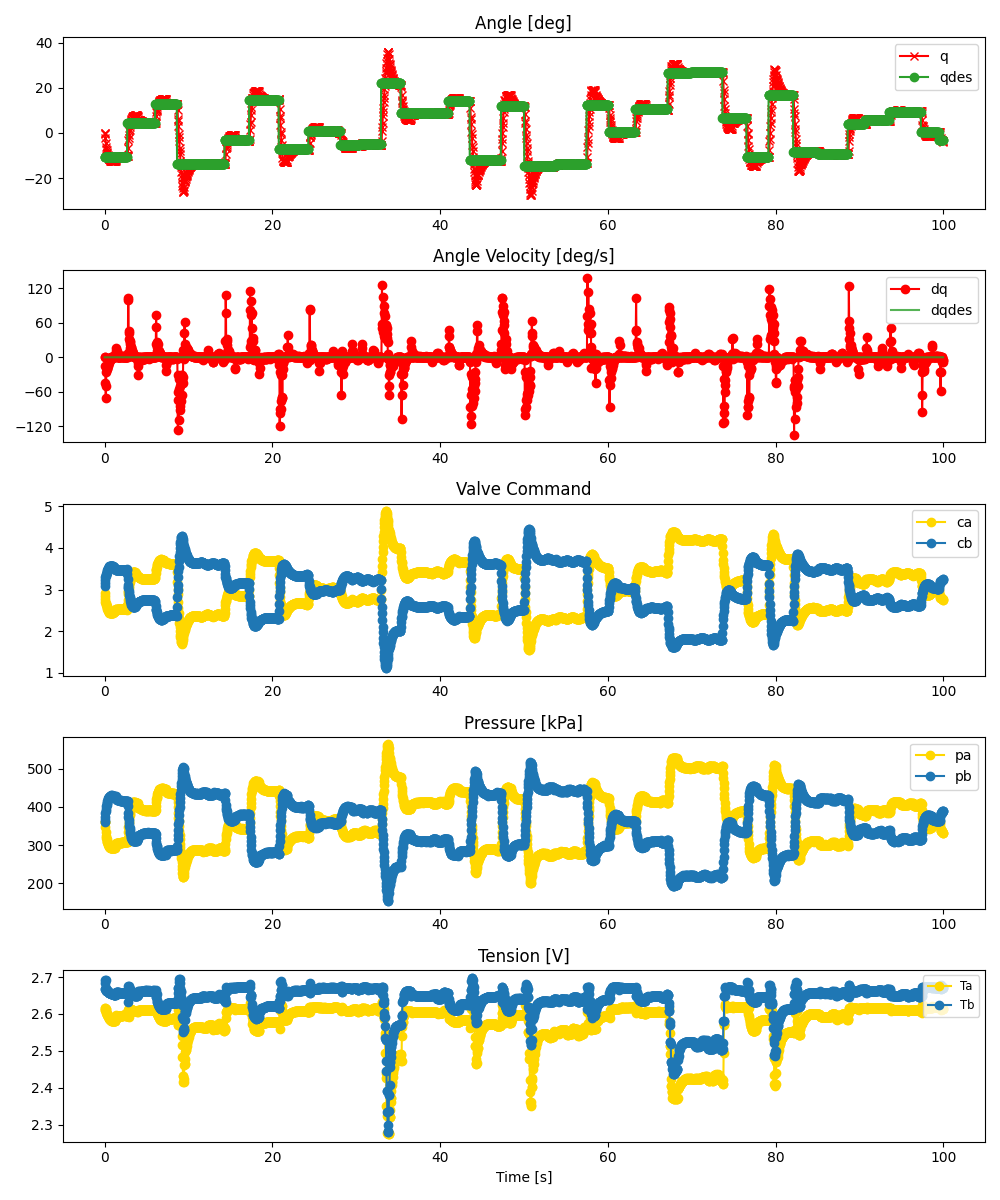 Angle [deg]
40
20
0
−20
q
qdes
0 20 40 60 80 100
Angle Velocity [deg/s]
120
60
0
−60
−120
dq
dqdes
0 20 40 60 80 100
Valve Command
5
4
3
2
1
ca
cb
0 20 40 60 80 100
Pressure [kPa]
500
400
300
200
pa
pb
0 20 40 60 80 100
Tension [V]
2.7
2.6
2.5
2.4
2.3
Ta
Tb
0 20 40 60 80 100
Time [s]